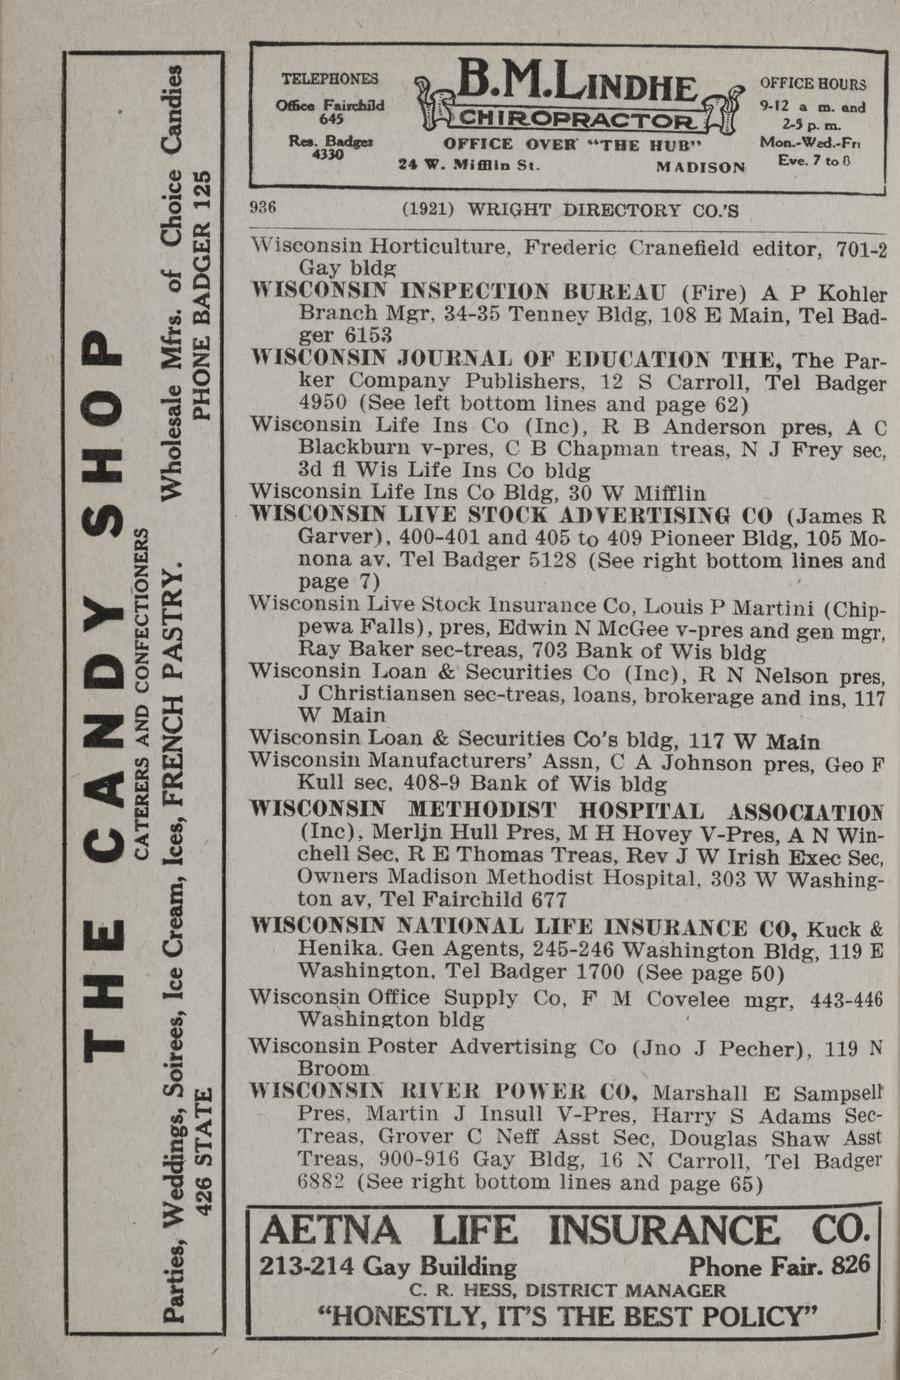 THE CANDY SHOP
CATERERS AND CONFECTIONERS
Parties, Weddings, Soirees, Ice Cream, Ices, FRENCH PASTRY. Wholesale Mfrs. of Choice Candies
426 STATE PHONE BADGER 125
TELEPHONES
Office Fairchild
645
Res. Badger
4330
B.M.LINDHE
CHIROPRACTOR
OFFICE OVER "THE HUB"
24 W. Mifflin St. MADISON
OFFICE HOURS
9-12 a m. and
2-5 p. m.
Mon.-Wed.-Fri
Eve. 7 to 8
936 (1921) WRIGHT DIRECTORY CO.'S
Wisconsin Horticulture, Frederic Cranefield editor, 701-2
Gay bldg
WISCONSIN INSPECTION BUREAU (Fire) A P Kohler
Branch Mgr, 34-35 Tenney Bldg, 108 E Main, Tel Bad-
ger 6153
WISCONSIN JOURNAL OF EDUCATION THE, The Par-
ker Company Publishers, 12 S Carroll, Tel Badger
4950 (See left bottom lines and page 62)
Wisconsin Life Ins Co (Inc), R B Anderson pres, A C
Blackburn v-pres, C B Chapman treas, N J Frey sec,
3d fl Wis Life Ins Co bldg
Wisconsin Life Ins Co Bldg, 30 W Mifflin
WISCONSIN LIVE STOCK ADVERTISING CO (James R
Garver), 400-401 and 405 to 409 Pioneer Bldg, 105 Mo-
nona av, Tel Badger 5128 (See right bottom lines and
page 7)
Wisconsin Live Stock Insurance Co, Louis P Martini (Chip-
pewa Falls), pres, Edwin N McGee v-pres and gen mgr,
Ray Baker sec-treas, 703 Bank of Wis bldg
Wisconsin Loan & Securities Co (Inc), R N Nelson pres,
J Christiansen sec-treas, loans, brokerage and ins, 117
W Main
Wisconsin Loan & Securities Co's bldg, 117 W Main
Wisconsin Manufacturers' Assn, C A Johnson pres, Geo F
Kull sec, 408-9 Bank of Wis bldg
WISCONSIN METHODIST HOSPITAL ASSOCIATION
(Inc), Merlin Hull Pres, M H Hovey V-Pres, A N Win-
chell Sec, R E Thomas Treas, Rev J W Irish Exec Sec,
Owners Madison Methodist Hospital, 303 W Washing-
ton av, Tel Fairchild 677
WISCONSIN NATIONAL LIFE INSURANCE CO, Kuck &
Henika. Gen Agents, 245-246 Washington Bldg, 119 E
Washington, Tel Badger 1700 (See page 50)
Wisconsin Office Supply Co, F M Covelee mgr, 443-446
Washington bldg
Wisconsin Poster Advertising Co (Jno J Pecher), 119 N
Broom
WISCONSIN RIVER POWER CO, Marshall E Sampsell
Pres, Martin J Insull V-Pres, Harry S Adams Sec-
Treas, Grover C Neff Asst Sec, Douglas Shaw Asst
Treas, 900-916 Gay Bldg, 16 N Carroll, Tel Badger
6882 (See right bottom lines and page 65)
AETNA LIFE INSURANCE CO.
213-214 Gay Building Phone Fair. 826
C. R. HESS, DISTRICT MANAGER
"HONESTLY, IT'S THE BEST POLICY"